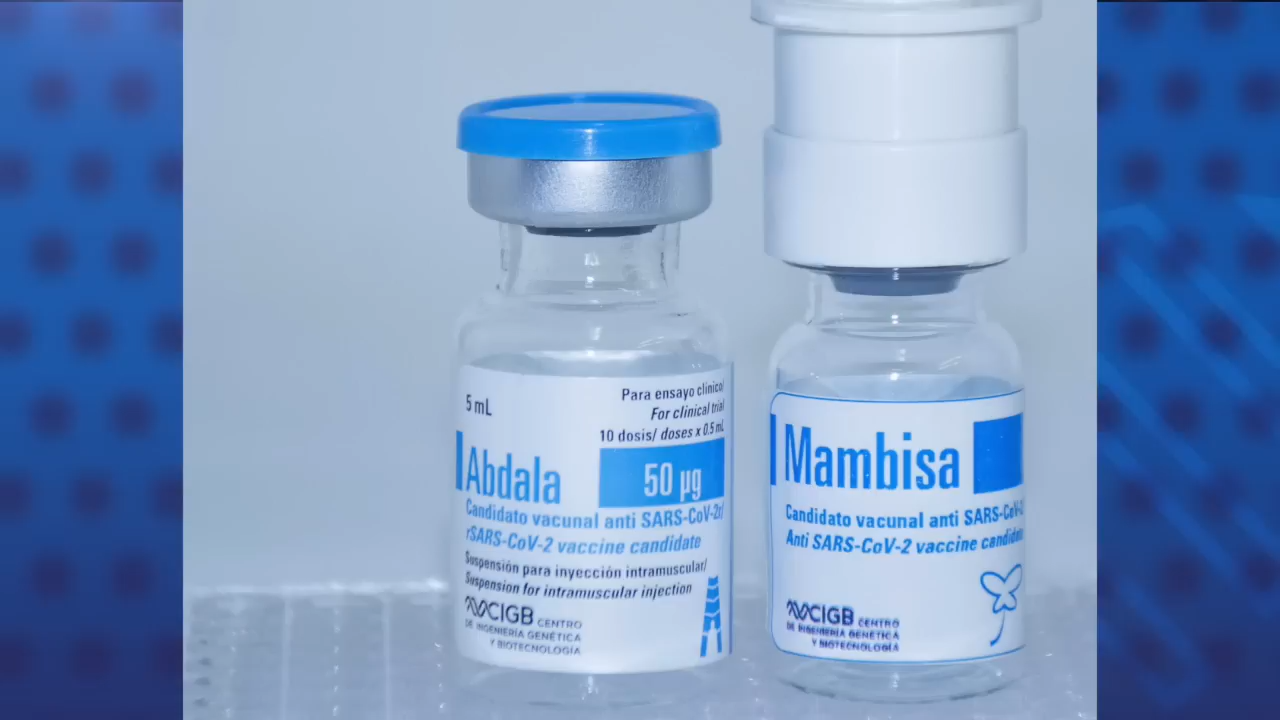 5 mL
Para ensayo clínico/
For clinical trial
10 dosis/ doses x 0.5 mL
Abdala
50 µg
Candidato vacunal anti SARS-CoV-2/
rSARS-CoV-2 vaccine candidate
Suspensión para inyección intramuscular/
Suspension for intramuscular injection
CIGB CENTRO
DE INGENIERÍA GENÉTICA
Y BIOTECNOLOGÍA
Mambisa
Candidato vacunal anti SARS-CoV-2
Anti SARS-CoV-2 vaccine candidate
CIGB CENTRO
DE INGENIERÍA GENÉTICA
Y BIOTECNOLOGÍA